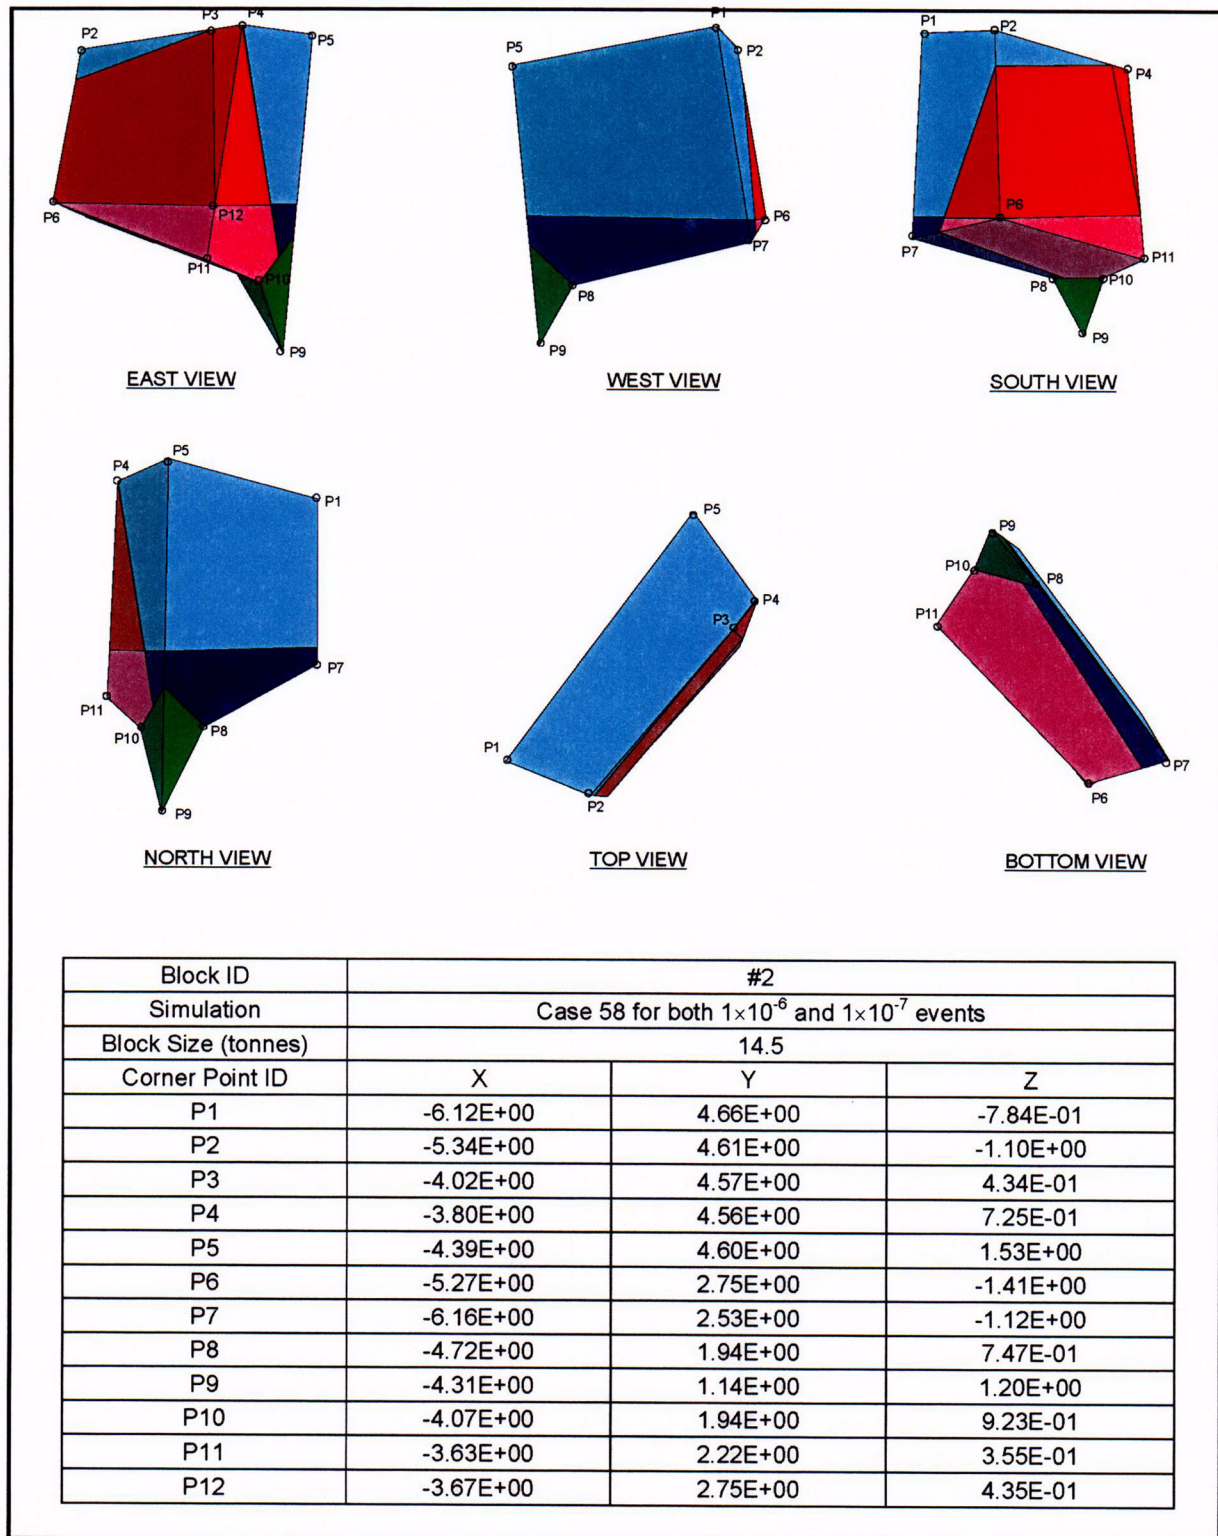 P2
P3
P4
P5
P6
P12
P11
P10
P9
EAST VIEW
P1
P5
P2
P6
P7
P8
P9
WEST VIEW
P1
P2
P4
P6
P7
P11
P8
P10
P9
SOUTH VIEW
P5
P4
P1
P7
P11
P10
P8
P9
NORTH VIEW
P5
P4
P3
P1
P2
TOP VIEW
P9
P10
P8
P11
P7
P6
BOTTOM VIEW
Block ID #2
Simulation Case 58 for both 1×10⁻⁶ and 1×10⁻⁷ events
Block Size (tonnes) 14.5
Corner Point ID X Y Z
P1 -6.12E+00 4.66E+00 -7.84E-01
P2 -5.34E+00 4.61E+00 -1.10E+00
P3 -4.02E+00 4.57E+00 4.34E-01
P4 -3.80E+00 4.56E+00 7.25E-01
P5 -4.39E+00 4.60E+00 1.53E+00
P6 -5.27E+00 2.75E+00 -1.41E+00
P7 -6.16E+00 2.53E+00 -1.12E+00
P8 -4.72E+00 1.94E+00 7.47E-01
P9 -4.31E+00 1.14E+00 1.20E+00
P10 -4.07E+00 1.94E+00 9.23E-01
P11 -3.63E+00 2.22E+00 3.55E-01
P12 -3.67E+00 2.75E+00 4.35E-01